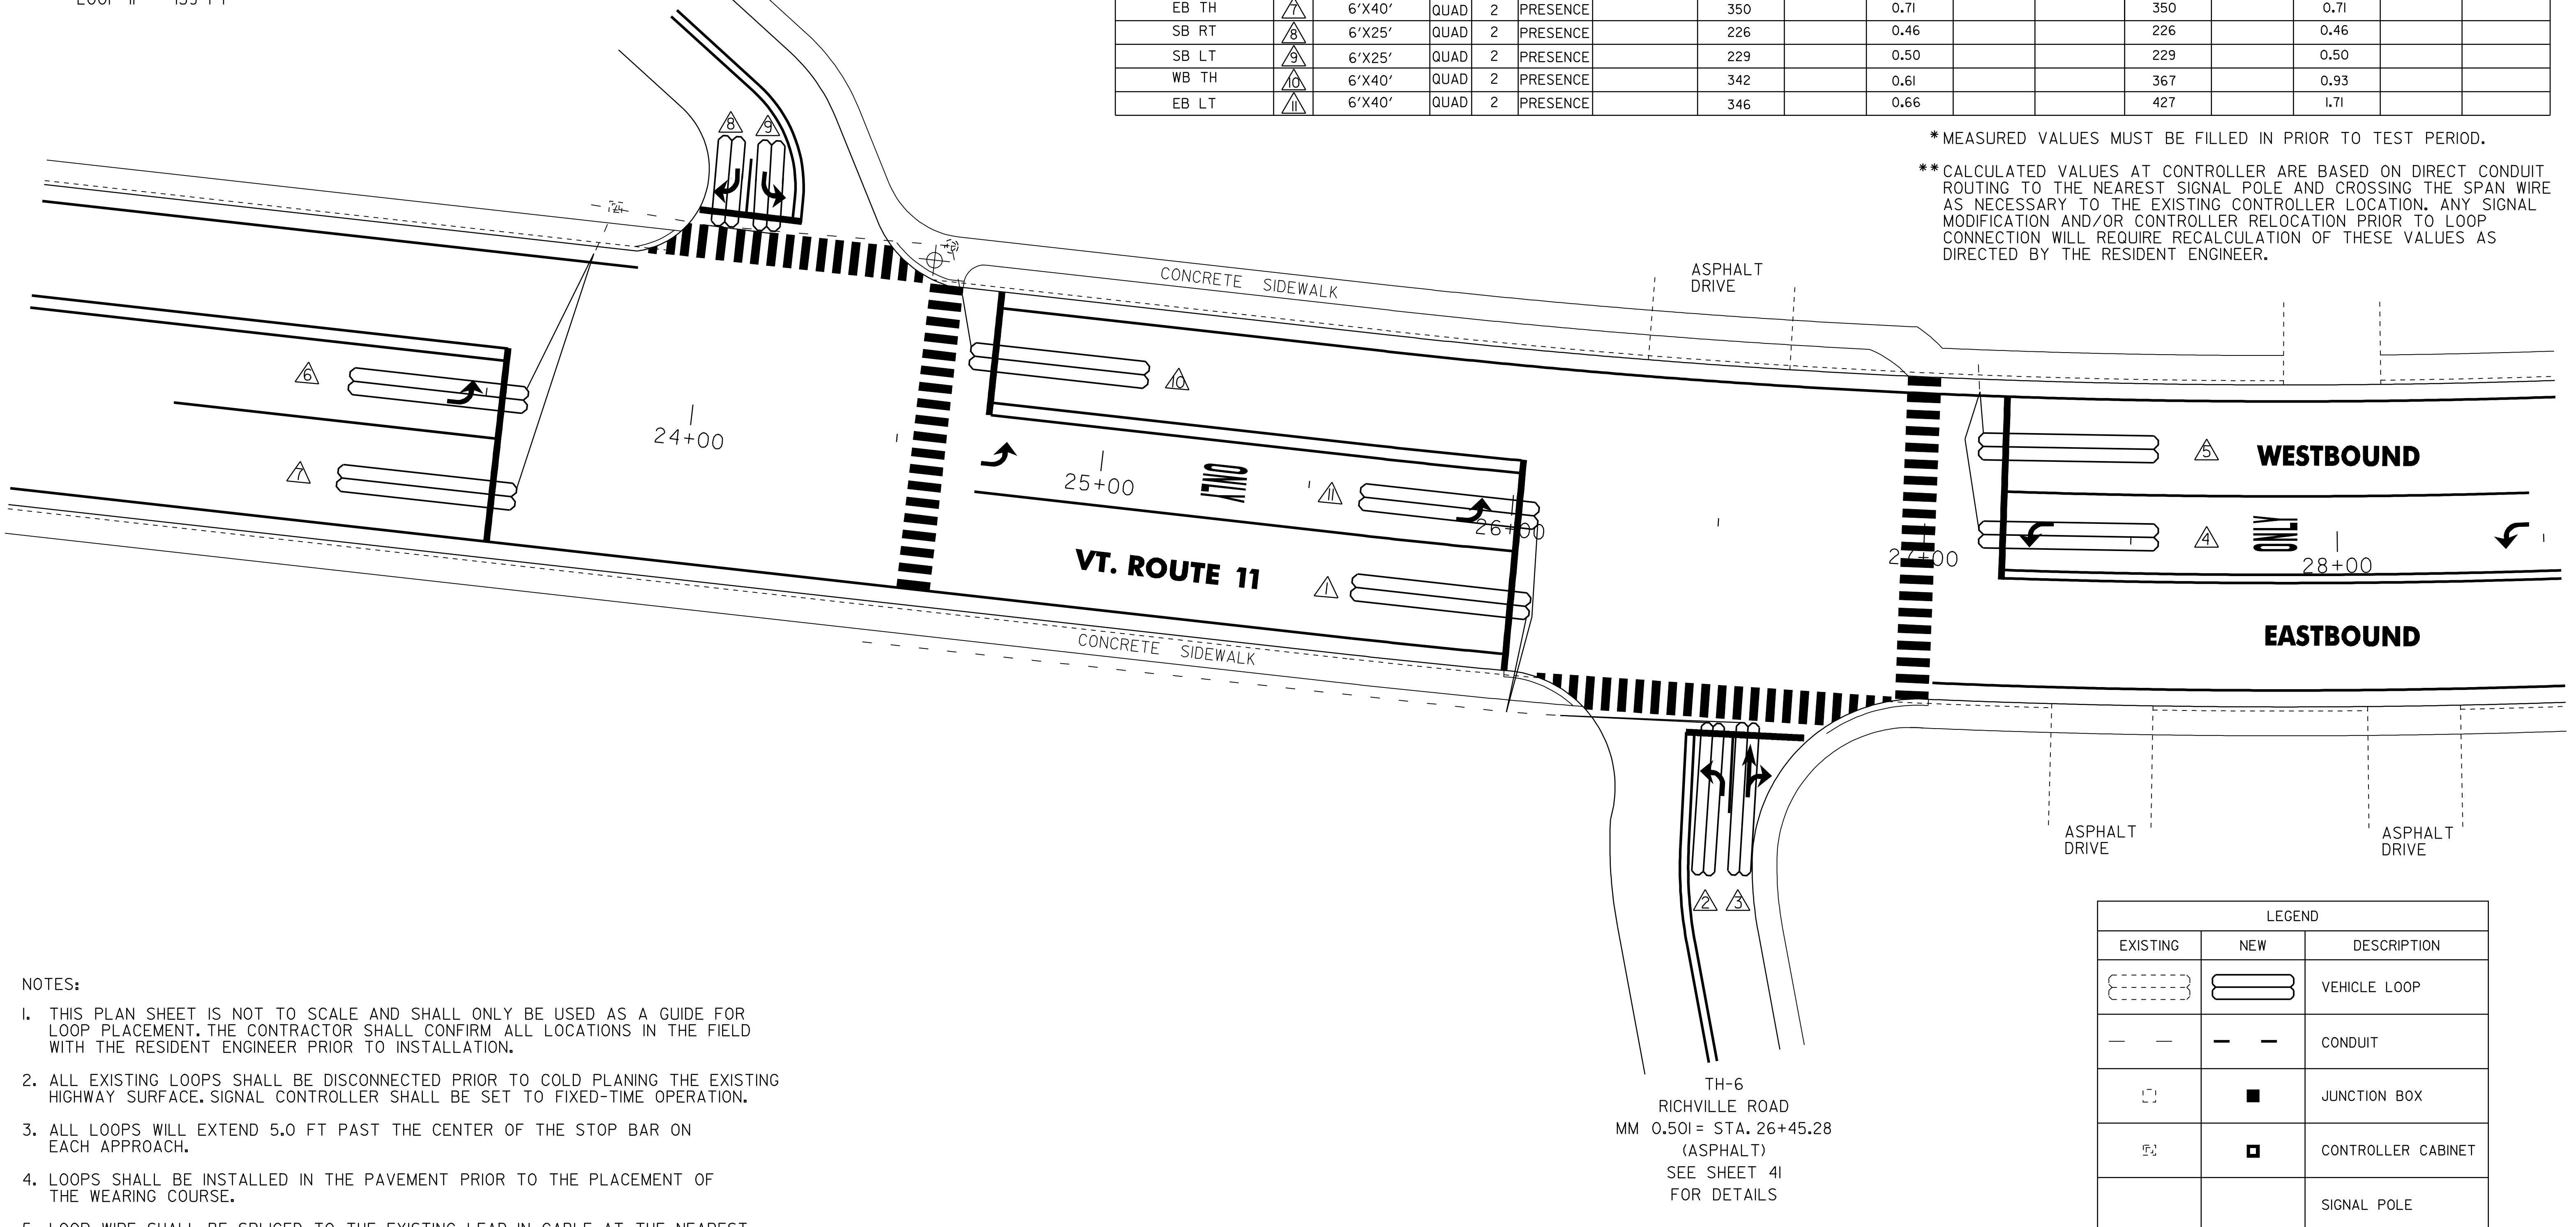 EB TH 7 6'X40' QUAD 2 PRESENCE 350 0.71 350 0.71
SB RT 8 6'X25' QUAD 2 PRESENCE 226 0.46 226 0.46
SB LT 9 6'X25' QUAD 2 PRESENCE 229 0.50 229 0.50
WB TH 10 6'X40' QUAD 2 PRESENCE 342 0.61 367 0.93
EB LT 11 6'X40' QUAD 2 PRESENCE 346 0.66 427 1.71
* MEASURED VALUES MUST BE FILLED IN PRIOR TO TEST PERIOD.
** CALCULATED VALUES AT CONTROLLER ARE BASED ON DIRECT CONDUIT
ROUTING TO THE NEAREST SIGNAL POLE AND CROSSING THE SPAN WIRE
AS NECESSARY TO THE EXISTING CONTROLLER LOCATION. ANY SIGNAL
MODIFICATION AND/OR CONTROLLER RELOCATION PRIOR TO LOOP
CONNECTION WILL REQUIRE RECALCULATION OF THESE VALUES AS
DIRECTED BY THE RESIDENT ENGINEER.
8 9
CONCRETE SIDEWALK
ASPHALT
DRIVE
6
10
7
24+00
25+00
ONLY
11
26+00
5
WESTBOUND
27+00
4
ONLY
28+00
VT. ROUTE 11
1
EASTBOUND
CONCRETE SIDEWALK
2 3
ASPHALT
DRIVE
ASPHALT
DRIVE
TH-6
RICHVILLE ROAD
MM 0.501= STA. 26+45.28
(ASPHALT)
SEE SHEET 41
FOR DETAILS
NOTES:
1. THIS PLAN SHEET IS NOT TO SCALE AND SHALL ONLY BE USED AS A GUIDE FOR
LOOP PLACEMENT. THE CONTRACTOR SHALL CONFIRM ALL LOCATIONS IN THE FIELD
WITH THE RESIDENT ENGINEER PRIOR TO INSTALLATION.
2. ALL EXISTING LOOPS SHALL BE DISCONNECTED PRIOR TO COLD PLANING THE EXISTING
HIGHWAY SURFACE. SIGNAL CONTROLLER SHALL BE SET TO FIXED-TIME OPERATION.
3. ALL LOOPS WILL EXTEND 5.0 FT PAST THE CENTER OF THE STOP BAR ON
EACH APPROACH.
4. LOOPS SHALL BE INSTALLED IN THE PAVEMENT PRIOR TO THE PLACEMENT OF
THE WEARING COURSE.
5. LOOP WIRE SHALL BE SPLICED TO THE EXISTING LEAD-IN CABLE AT THE NEAREST
LEGEND
EXISTING NEW DESCRIPTION
VEHICLE LOOP
CONDUIT
JUNCTION BOX
CONTROLLER CABINET
SIGNAL POLE